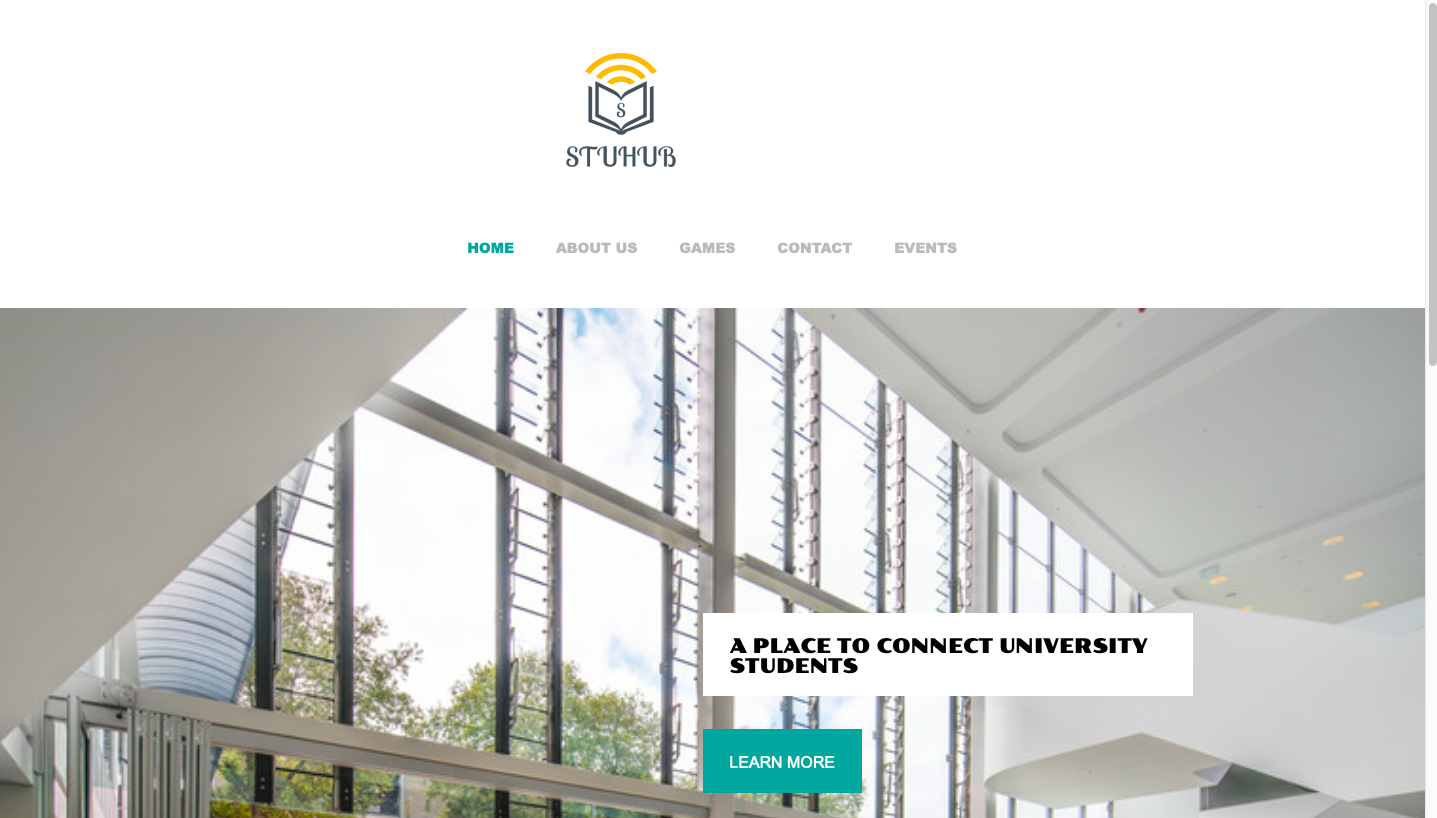 S
STUHUB
HOME ABOUT US GAMES CONTACT EVENTS
A PLACE TO CONNECT UNIVERSITY
STUDENTS
LEARN MORE